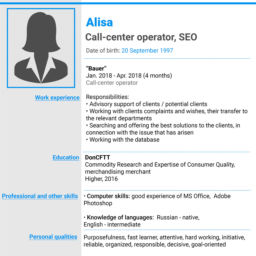 Alisa
Call-center operator, SEO
Date of birth: 20 September 1997
"Bauer"
Jan. 2018 - Apr. 2018 (4 months)
Call-center operator
Work experience
Responsibilities:
• Advisory support of clients / potential clients
• Working with clients complaints and wishes, their transfer to
the relevant departments
• Searching and offering the best solutions to the clients, in
connection with the issue that has arisen
• Working with the database
Education
DonCFTT
Commodity Research and Expertise of Consumer Quality,
merchandising merchant
Higher, 2016
Professional and other skills
• Computer skills: good experience of MS Office, Adobe
Photoshop
• Knowledge of languages: Russian - native,
English - intermediate
Personal qualities
Purposefulness, fast learner, attentive, hard working, initiative,
reliable, organized, responsible, decisive, goal-oriented